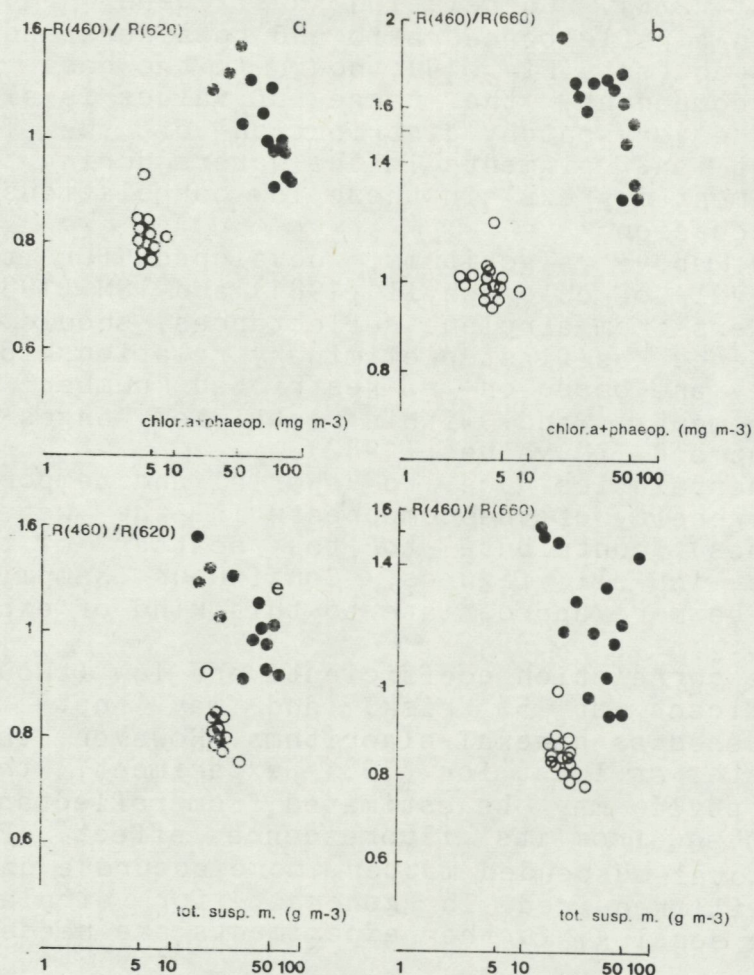 R(460)/ R(620)
a
1.6
1
0.8
0.6
chlor.a+phaeop. (mg m-3)
1 5 10 50 100
R(460)/R(660)
b
2
1.6
1.4
1.2
1
0.8
chlor.a+phaeop. (mg m-3)
1 5 10 50 100
R(460)/R(620)
e
1.6
1
0.8
0.6
tot. susp. m. (g m-3)
1 5 10 50 100
R(460)/ R(660)
1.6
1.4
1
0.8
0.6
tot. susp. m. (g m-3)
1 5 10 50 100